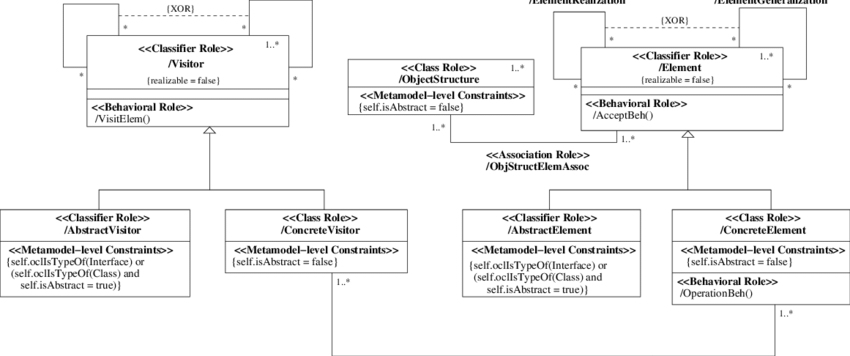 /ElementRealization
/ElementGeneralization
{XOR}
{XOR}
*
*
*
*
<<Classifier Role>>
1..*
/Visitor
{realizable = false}
*
*
<<Behavioral Role>>
/VisitElem()
<<Class Role>>
1..*
/ObjectStructure
<<Metamodel-level Constraints>>
{self.isAbstract = false}
1..*
<<Classifier Role>>
1..*
/Element
{realizable = false}
*
*
<<Behavioral Role>>
/AcceptBeh()
1..*
<<Association Role>>
/ObjStructElemAssoc
<<Classifier Role>>
/AbstractVisitor
<<Metamodel-level Constraints>>
{self.oclIsTypeOf(Interface) or
(self.oclIsTypeOf(Class) and
self.isAbstract = true)}
<<Class Role>>
/ConcreteVisitor
<<Metamodel-level Constraints>>
{self.isAbstract = false}
1..*
<<Classifier Role>>
/AbstractElement
<<Metamodel-level Constraints>>
{self.oclIsTypeOf(Interface) or
(self.oclIsTypeOf(Class) and
self.isAbstract = true)}
<<Class Role>>
/ConcreteElement
<<Metamodel-level Constraints>>
{self.isAbstract = false}
<<Behavioral Role>>
/OperationBeh()
1..*